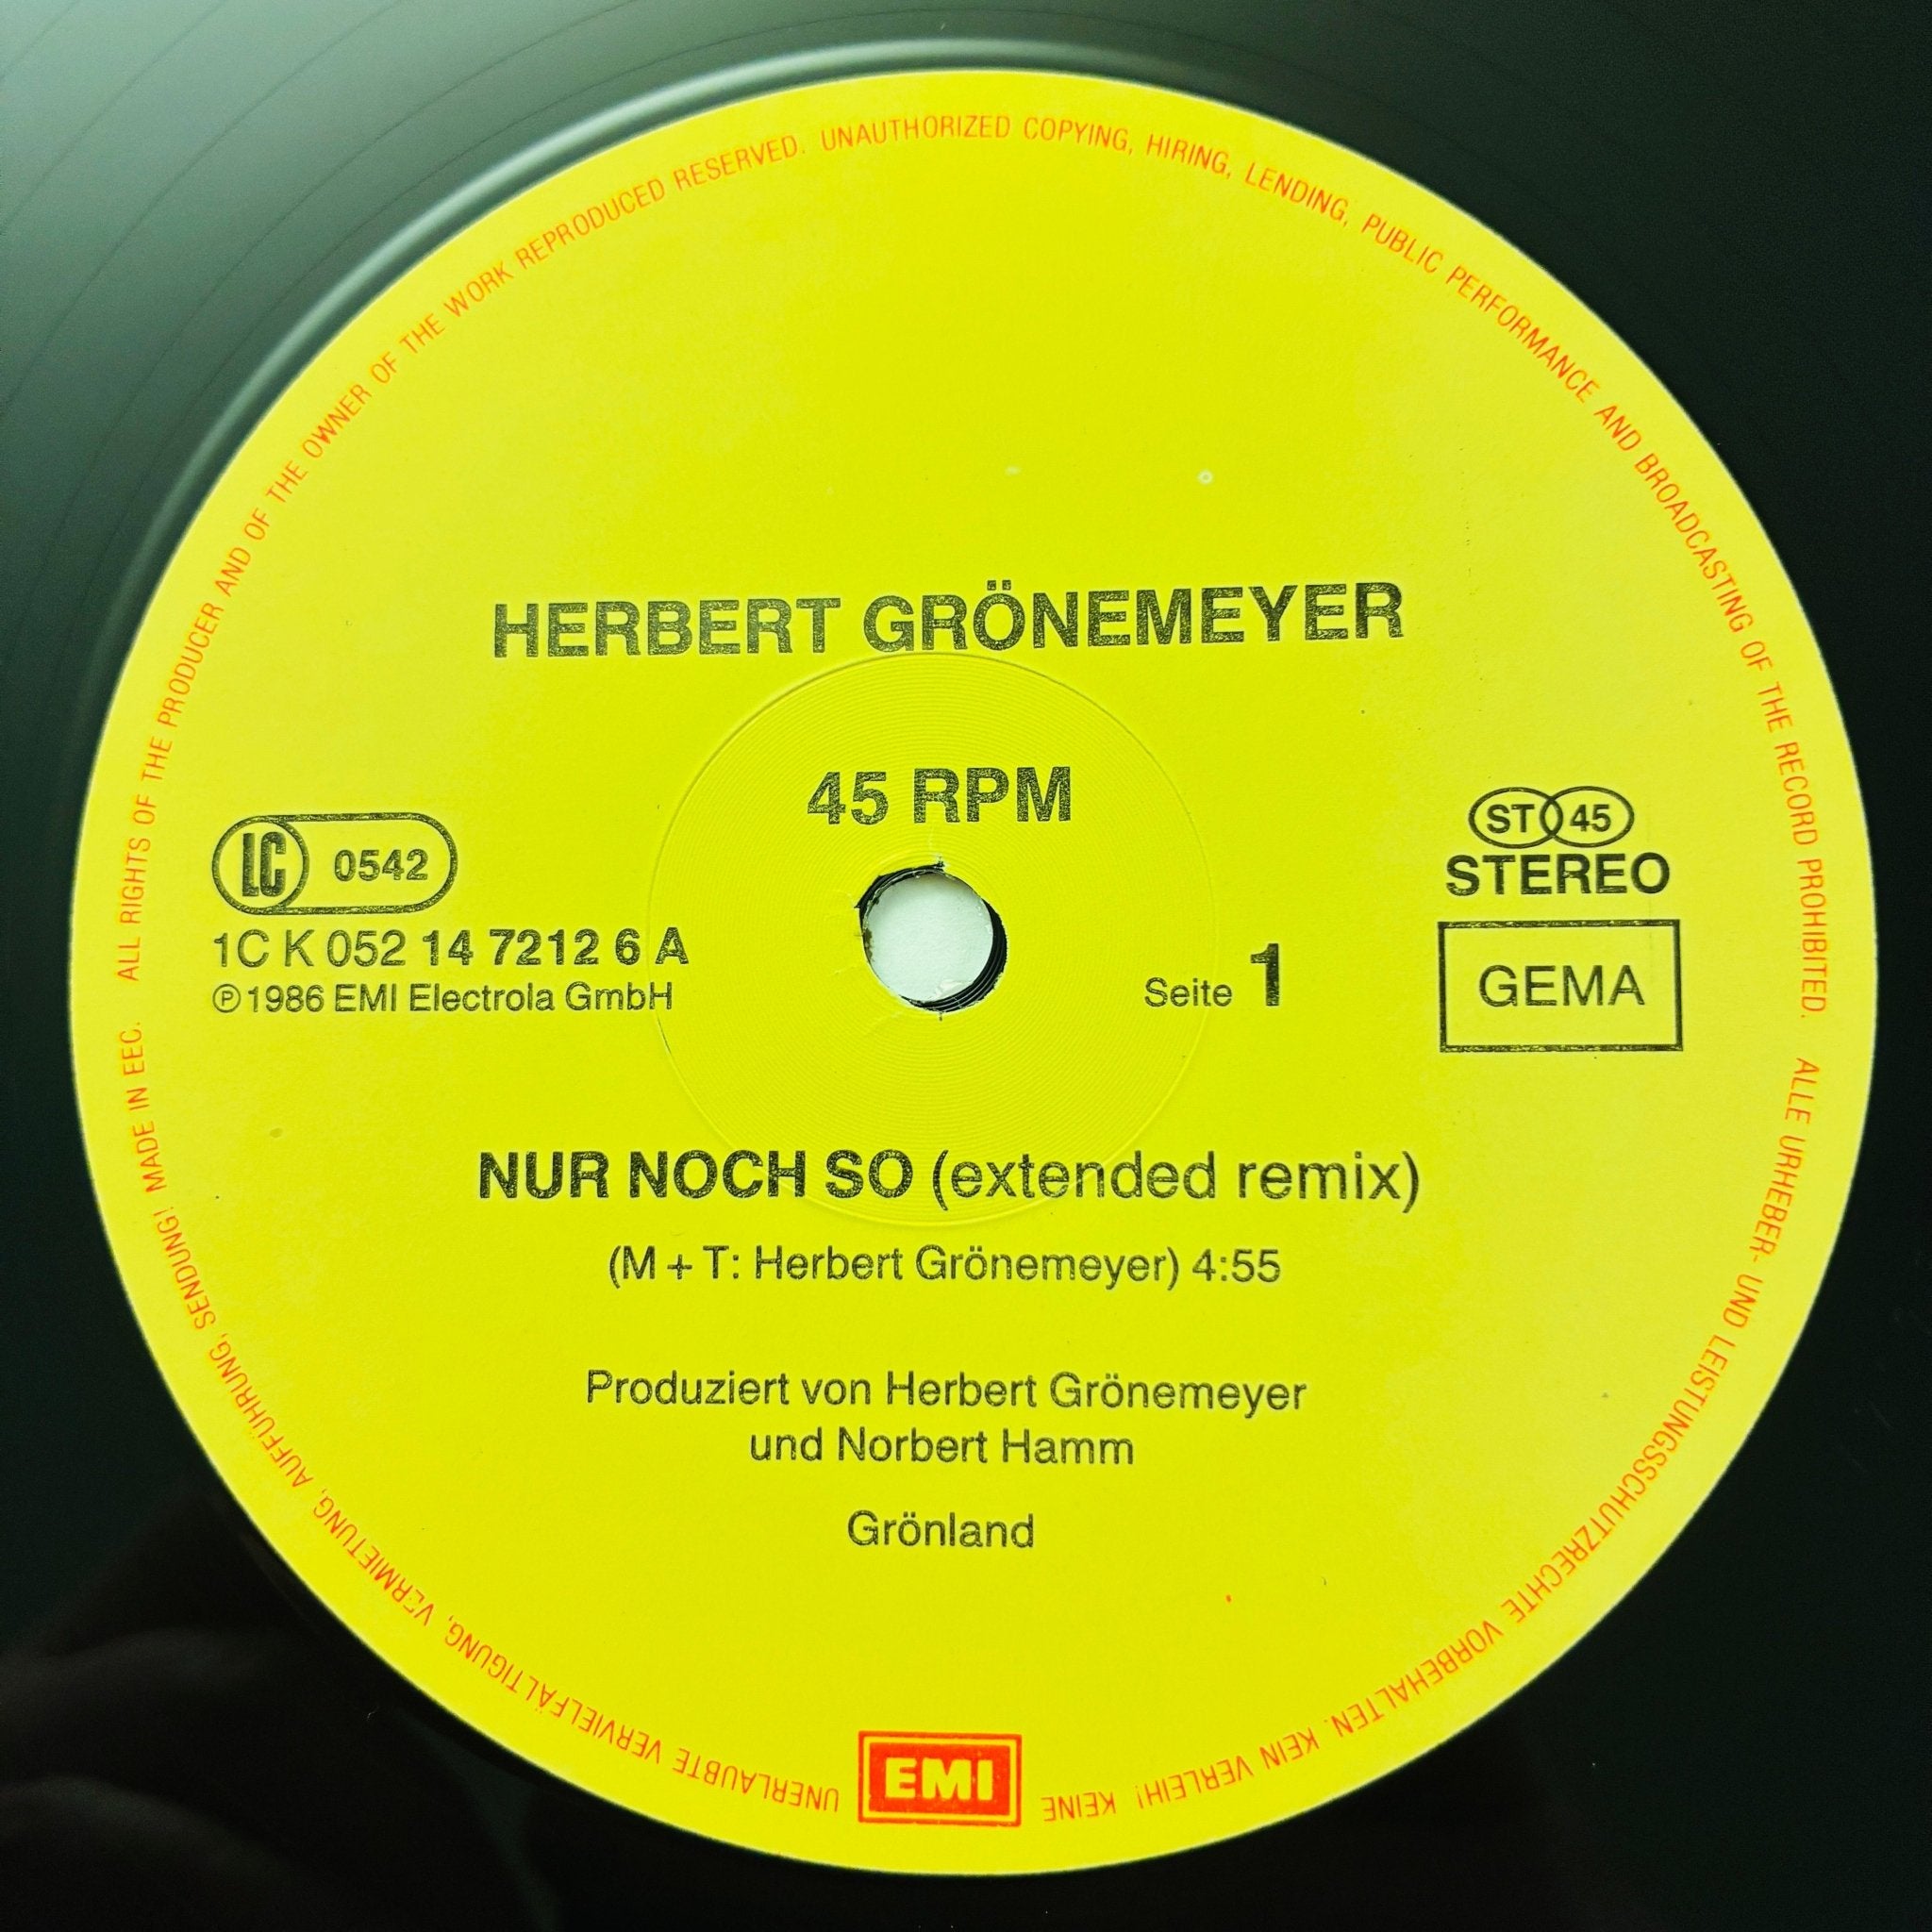 ALL RIGHTS OF THE PRODUCER AND OF THE OWNER OF THE WORK REPRODUCED RESERVED. UNAUTHORIZED COPYING, HIRING, LENDING, PUBLIC PERFORMANCE AND BROADCASTING OF THE RECORD PROHIBITED.
HERBERT GRÖNEMEYER
45 RPM
LC 0542
1C K 052 14 7212 6 A
Ⓟ 1986 EMI Electrola GmbH
ST 45
STEREO
GEMA
Seite 1
NUR NOCH SO (extended remix)
(M + T: Herbert Grönemeyer) 4:55
Produziert von Herbert Grönemeyer
und Norbert Hamm
Grönland
EMI
ALLE URHEBER- UND LEISTUNGSSCHUTZRECHTE VORBEHALTEN. KEIN VERLEIH! KEINE UNERLAUBTE VERVIELFÄLTIGUNG, VERMIETUNG, AUFFÜHRUNG, SENDUNG! MADE IN EEC.